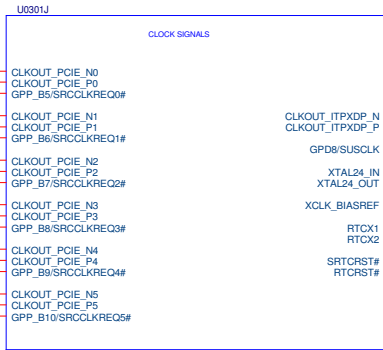 U0301J
CLOCK SIGNALS
CLKOUT_PCIE_N0
CLKOUT_PCIE_P0
GPP_B5/SRCCLKREQ0#
CLKOUT_PCIE_N1
CLKOUT_PCIE_P1
GPP_B6/SRCCLKREQ1#
CLKOUT_PCIE_N2
CLKOUT_PCIE_P2
GPP_B7/SRCCLKREQ2#
CLKOUT_PCIE_N3
CLKOUT_PCIE_P3
GPP_B8/SRCCLKREQ3#
CLKOUT_PCIE_N4
CLKOUT_PCIE_P4
GPP_B9/SRCCLKREQ4#
CLKOUT_PCIE_N5
CLKOUT_PCIE_P5
GPP_B10/SRCCLKREQ5#
CLKOUT_ITPXDP_N
CLKOUT_ITPXDP_P
GPD8/SUSCLK
XTAL24_IN
XTAL24_OUT
XCLK_BIASREF
RTCX1
RTCX2
SRTCRST#
RTCRST#